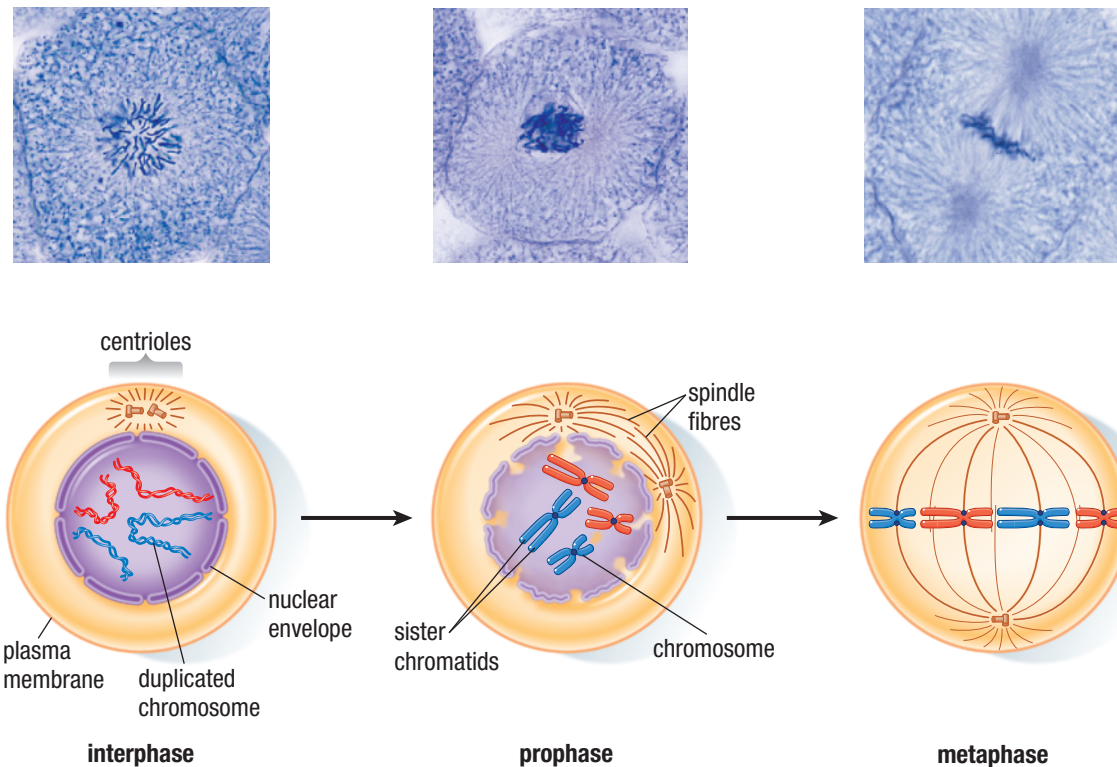 centrioles
spindle
fibres
nuclear
envelope
plasma
membrane
duplicated
chromosome
sister
chromatids
chromosome
interphase
prophase
metaphase